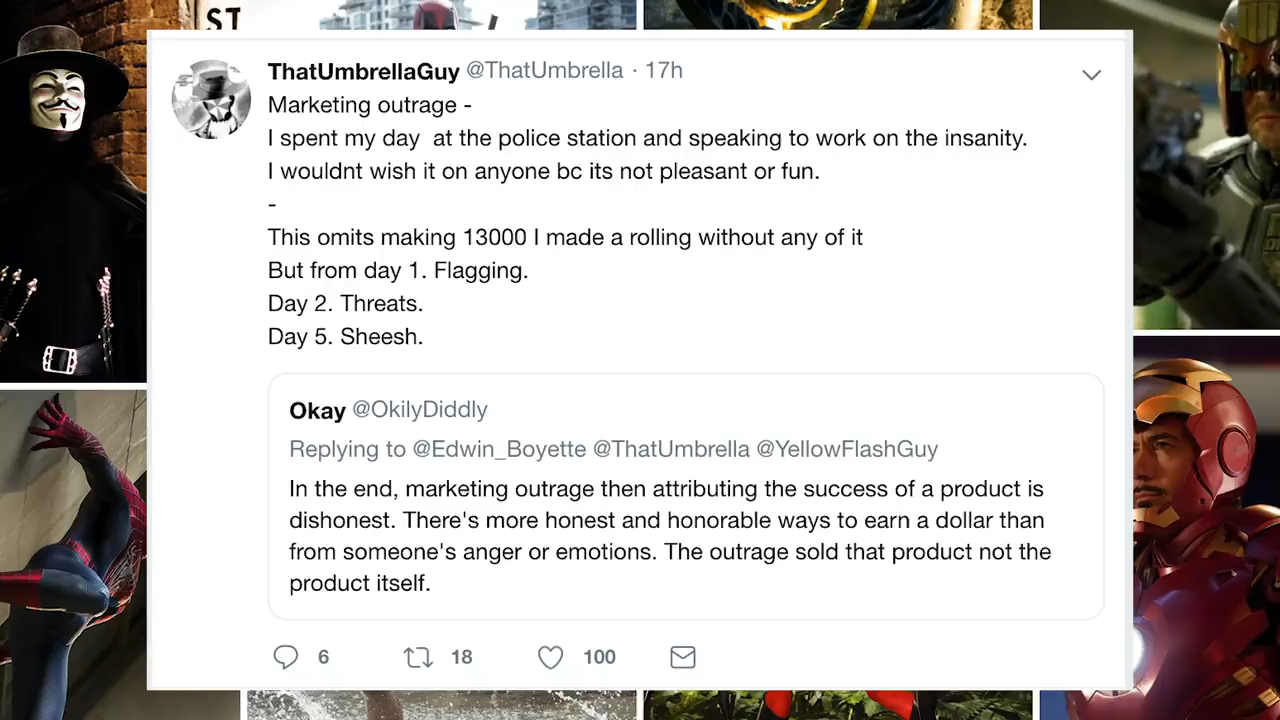 ST
ThatUmbrellaGuy @ThatUmbrella · 17h
Marketing outrage -
I spent my day  at the police station and speaking to work on the insanity.
I wouldnt wish it on anyone bc its not pleasant or fun.
-
This omits making 13000 I made a rolling without any of it
But from day 1. Flagging.
Day 2. Threats.
Day 5. Sheesh.
Okay @OkilyDiddly
Replying to @Edwin_Boyette @ThatUmbrella @YellowFlashGuy
In the end, marketing outrage then attributing the success of a product is
dishonest. There's more honest and honorable ways to earn a dollar than
from someone's anger or emotions. The outrage sold that product not the
product itself.
6 18 100